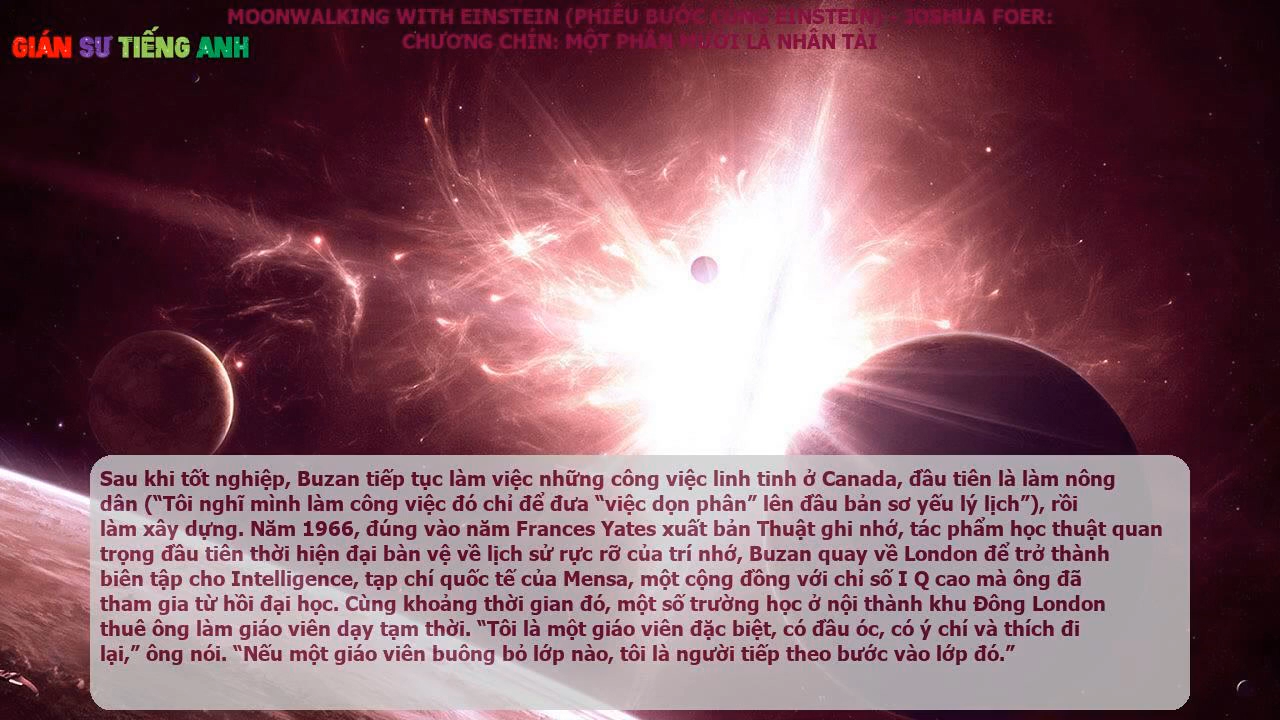 MOONWALKING WITH EINSTEIN (PHIÊU BƯỚC CÙNG EINSTEIN) - JOSHUA FOER:
CHƯƠNG CHÍN: MỘT PHẦN MƯỜI LÀ NHÂN TÀI
GIÁN SƯ TIẾNG ANH
Sau khi tốt nghiệp, Buzan tiếp tục làm việc những công việc linh tinh ở Canada, đầu tiên là làm nông
dân (“Tôi nghĩ mình làm công việc đó chỉ để đưa “việc dọn phân” lên đầu bản sơ yếu lý lịch”), rồi
làm xây dựng. Năm 1966, đúng vào năm Frances Yates xuất bản Thuật ghi nhớ, tác phẩm học thuật quan
trọng đầu tiên thời hiện đại bàn vệ về lịch sử rực rỡ của trí nhớ, Buzan quay về London để trở thành
biên tập cho Intelligence, tạp chí quốc tế của Mensa, một cộng đồng với chỉ số I Q cao mà ông đã
tham gia từ hồi đại học. Cùng khoảng thời gian đó, một số trường học ở nội thành khu Đông London
thuê ông làm giáo viên dạy tạm thời. “Tôi là một giáo viên đặc biệt, có đầu óc, có ý chí và thích đi
lại,” ông nói. “Nếu một giáo viên buông bỏ lớp nào, tôi là người tiếp theo bước vào lớp đó.”